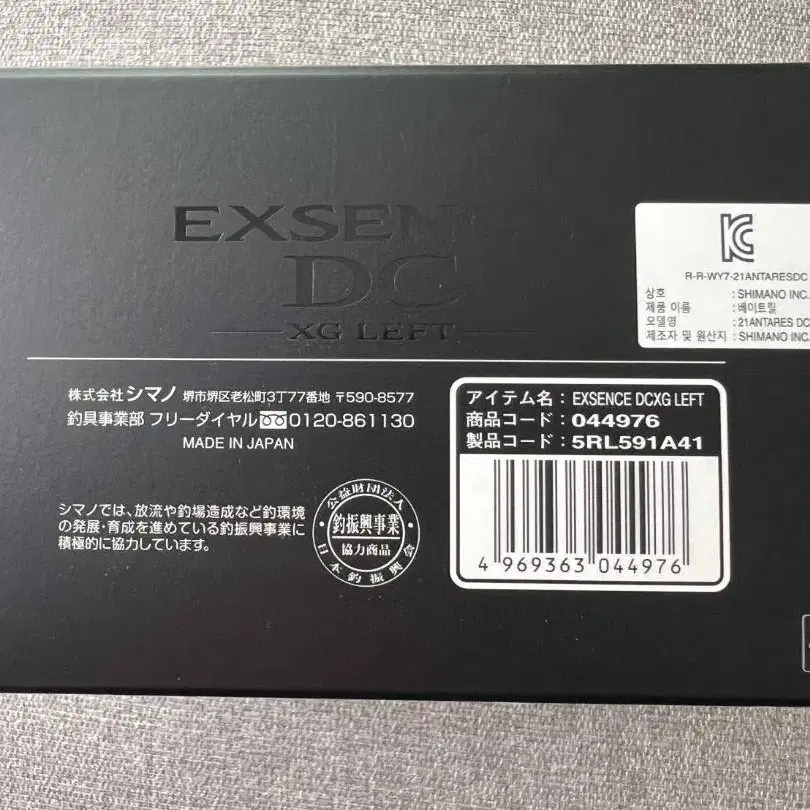 EXSENCE
DC
XG LEFT
R-R-WY7-21ANTARESDC
상호 : SHIMANO INC.
제품 이름 : 베이트릴
모델명 : 21ANTARES DC
제조자 및 원산지 : SHIMANO INC.
株式会社 シマノ 堺市堺区老松町3丁77番地 〒590-8577
釣具事業部 フリーダイヤル 0120-861130
MADE IN JAPAN
アイテム名 : EXSENCE DCXG LEFT
商品コード : 044976
製品コード : 5RL591A41
4 969363 044976
シマノでは、放流や釣場造成など釣環境
の発展・育成を進めている釣振興事業に
積極的に協力しています。
公益財団法人
釣振興事業
協力商品
日本釣振興会